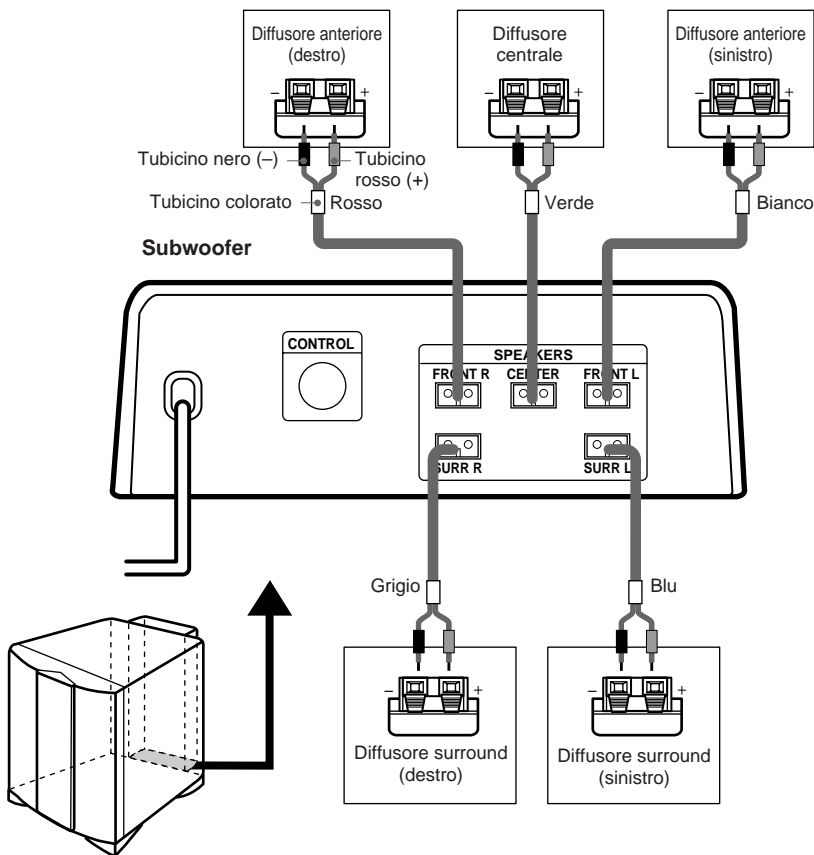 Diffusore anteriore
(destro)
– +
Diffusore
centrale
– +
Diffusore anteriore
(sinistro)
– +
Tubicino nero (–)
Tubicino
rosso (+)
Tubicino colorato
Rosso
Verde
Bianco
Subwoofer
CONTROL
SPEAKERS
FRONT R
CENTER
FRONT L
SURR R
SURR L
Grigio
Blu
– +
Diffusore surround
(destro)
– +
Diffusore surround
(sinistro)